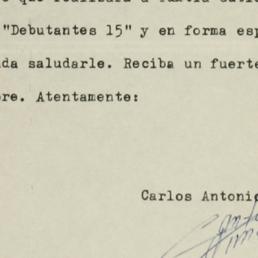 "Debutantes 15" y en forma esp
da saludarle. Reciba un fuerte
re. Atentamente:
Carlos Antonio